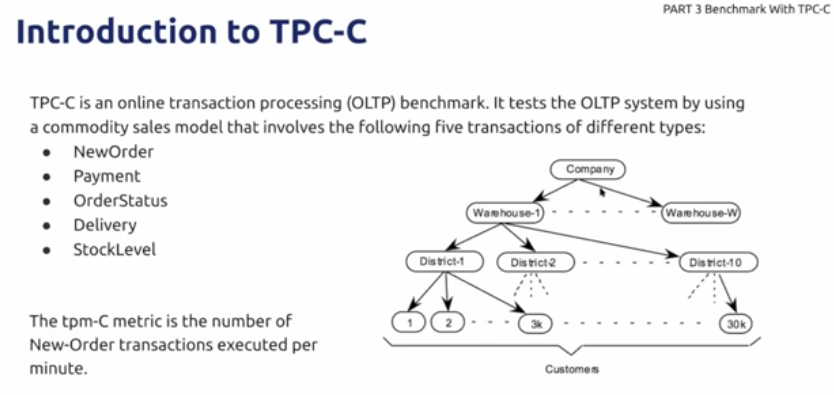 PART 3 Benchmark With TPC-C
Introduction to TPC-C
TPC-C is an online transaction processing (OLTP) benchmark. It tests the OLTP system by using
a commodity sales model that involves the following five transactions of different types:
• NewOrder
• Payment
• OrderStatus
• Delivery
• StockLevel
The tpm-C metric is the number of
New-Order transactions executed per
minute.
Company
Warehouse-1 Warehouse-W
District-1 District-2 District-10
1 2 3k 30k
Customers